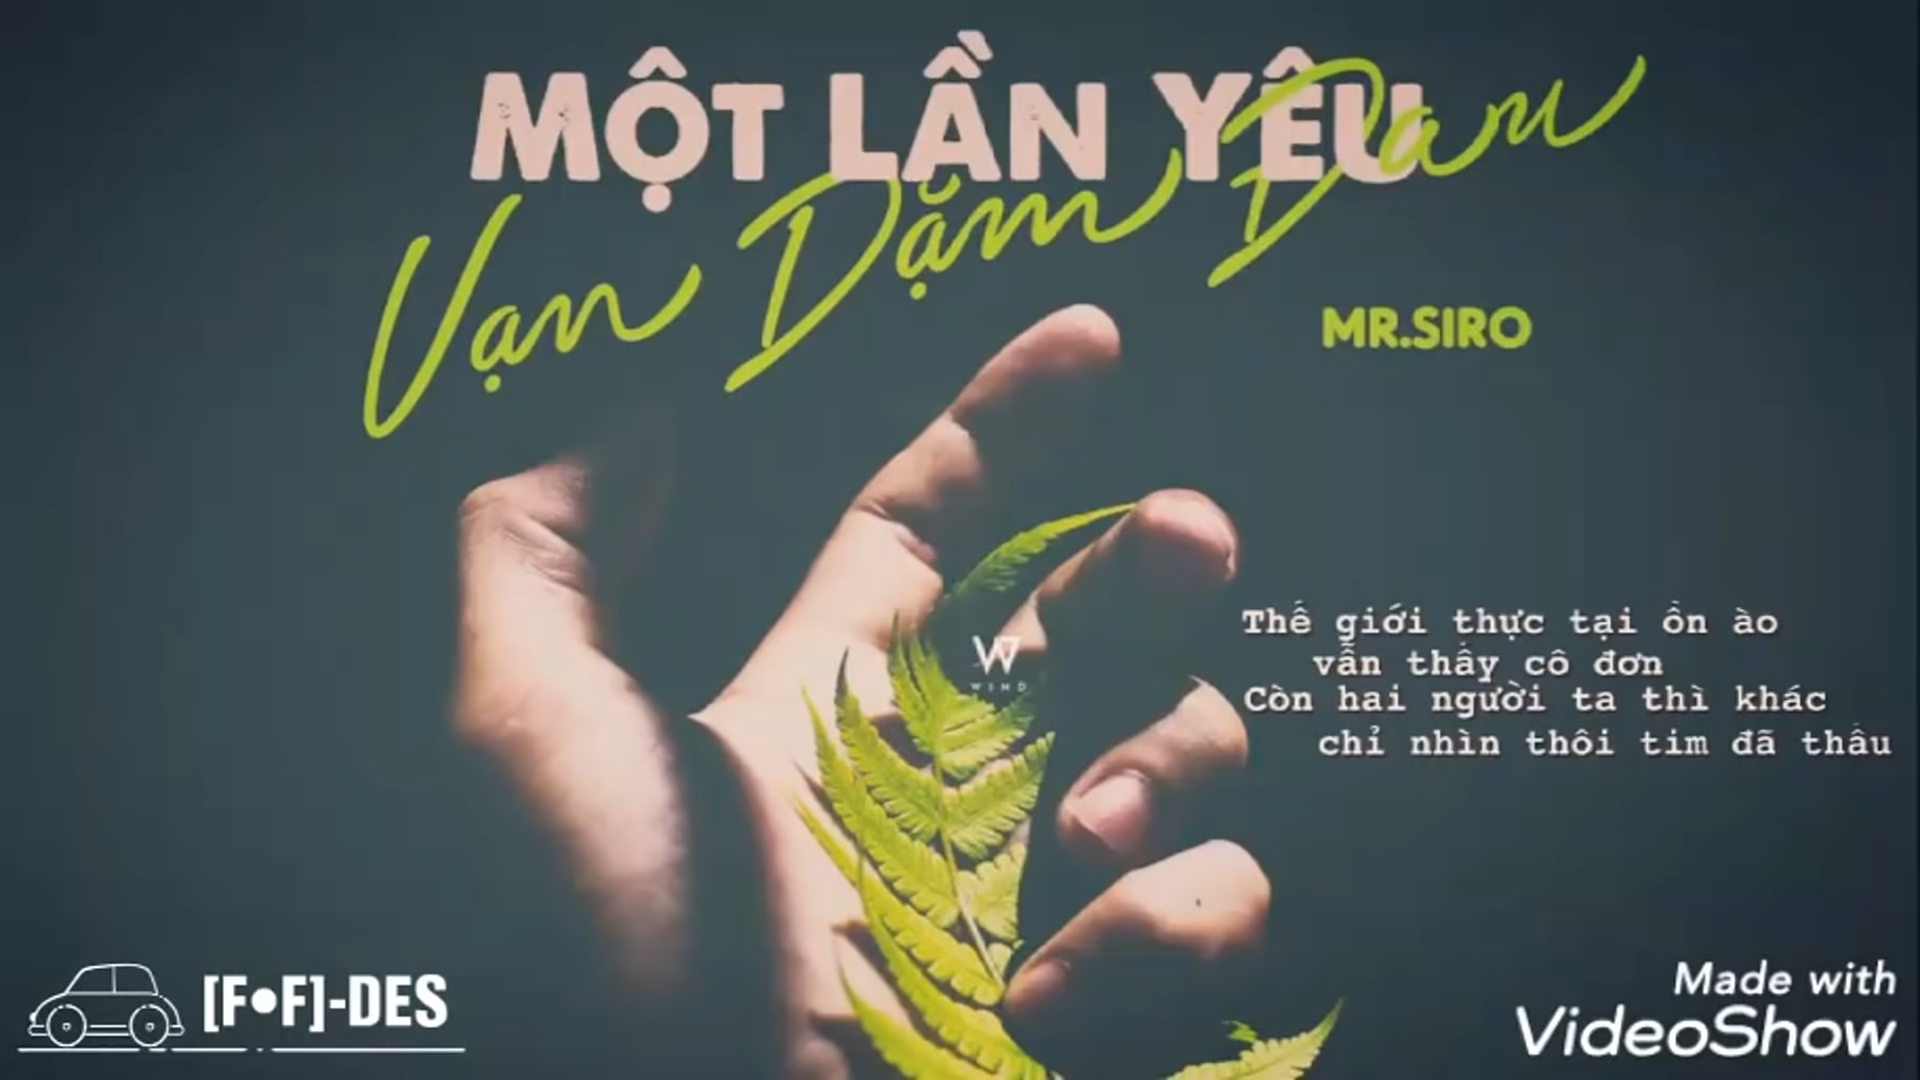 MỘT LẦN YÊU
Vạn Dặm Đau
MR.SIRO
W
WIND
Thế giới thực tại ồn ào
vẫn thấy cô đơn
Còn hai người ta thì khác
chỉ nhìn thôi tim đã thấu
[F•F]-DES
Made with
VideoShow